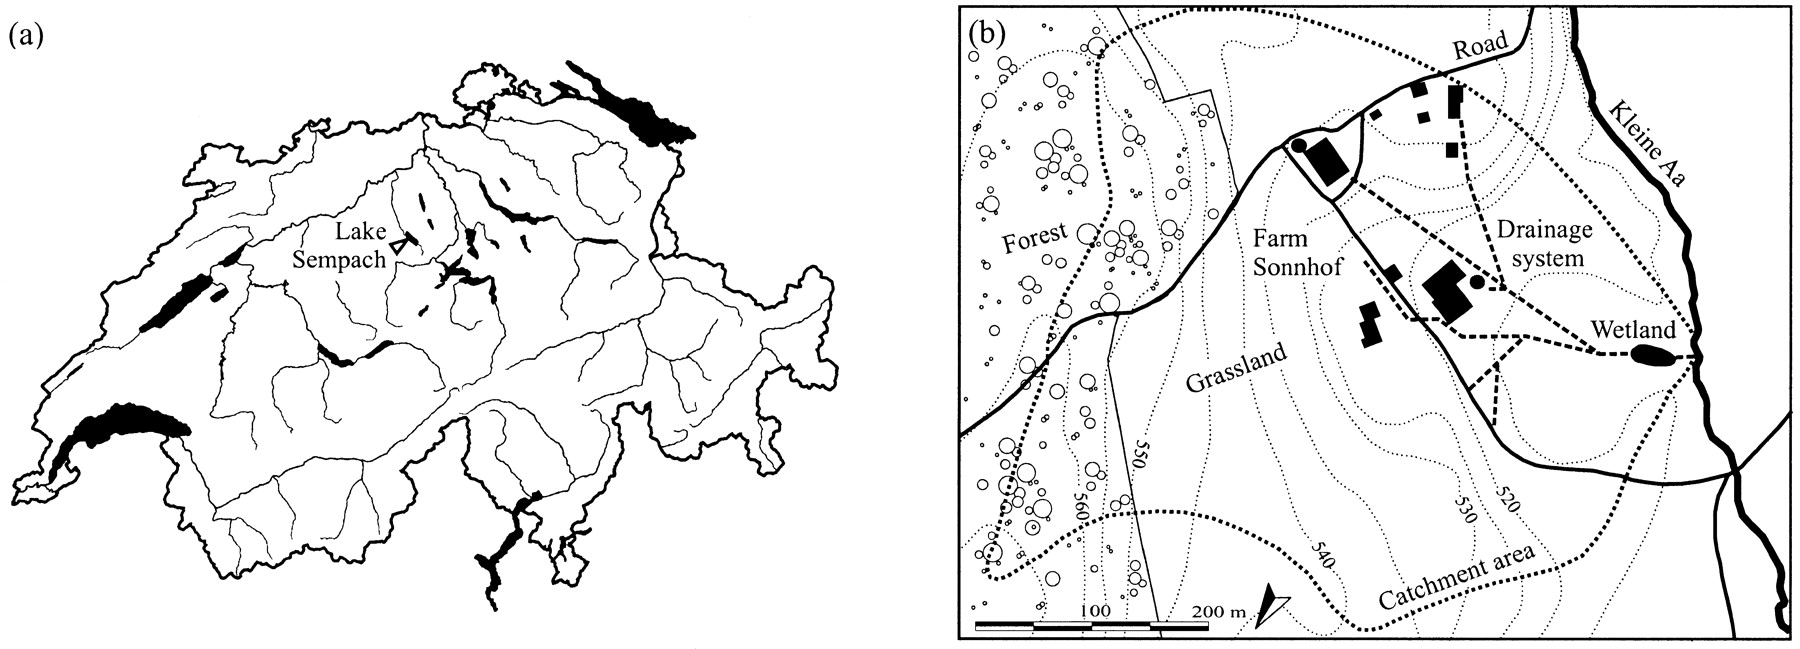 (a)
Lake
Sempach
(b)
Road
Kleine Aa
Forest
Farm
Sonnhof
Drainage
system
Wetland
Grassland
550
560
520
530
540
Catchment area
100
200 m